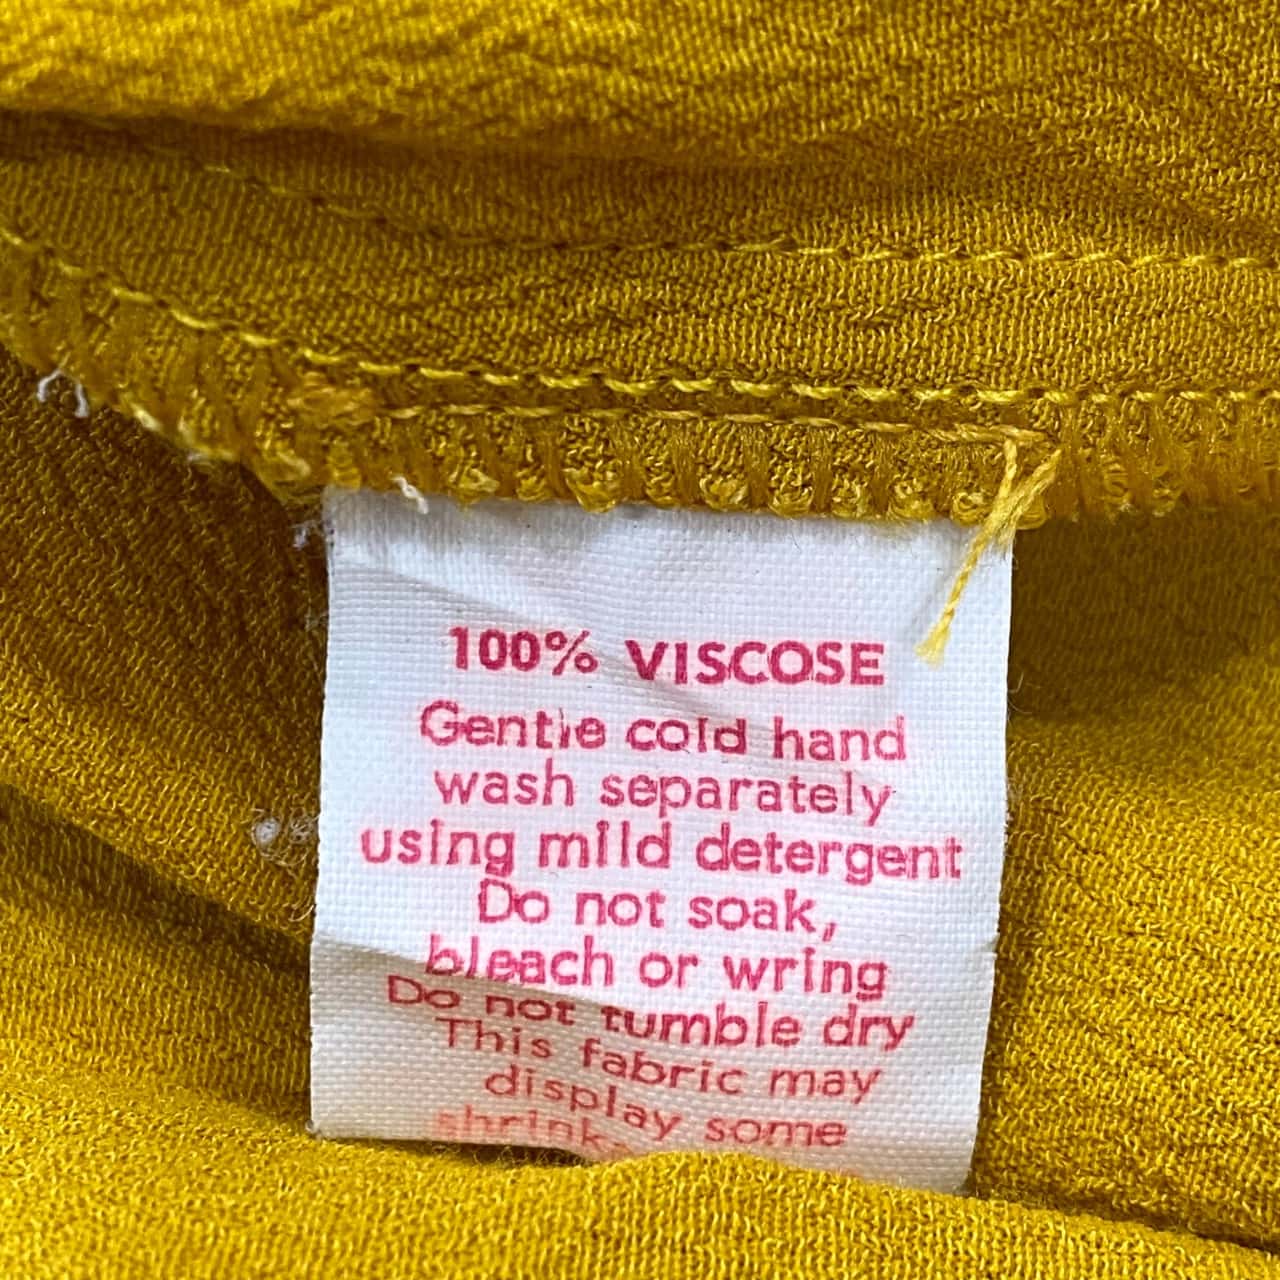 100% VISCOSE
Gentle cold hand
wash separately
using mild detergent
Do not soak,
bleach or wring
Do not tumble dry
This fabric may
display some